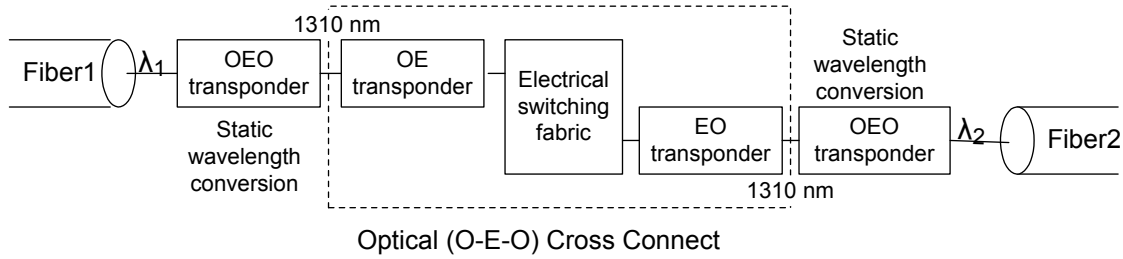 1310 nm
Fiber1
λ1
OEO
transponder
Static
wavelength
conversion
OE
transponder
Electrical
switching
fabric
EO
transponder
1310 nm
Static
wavelength
conversion
OEO
transponder
λ2
Fiber2
Optical (O-E-O) Cross Connect